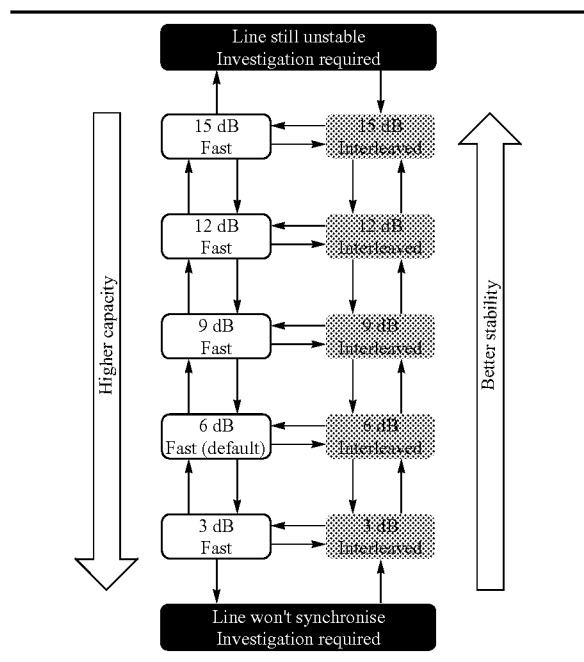 Line still unstable
Investigation required
15 dB
Fast
15 dB
Interleaved
12 dB
Fast
12 dB
Interleaved
9 dB
Fast
9 dB
Interleaved
6 dB
Fast (default)
6 dB
Interleaved
3 dB
Fast
3 dB
Interleaved
Line won't synchronise
Investigation required
Higher capacity
Better stability